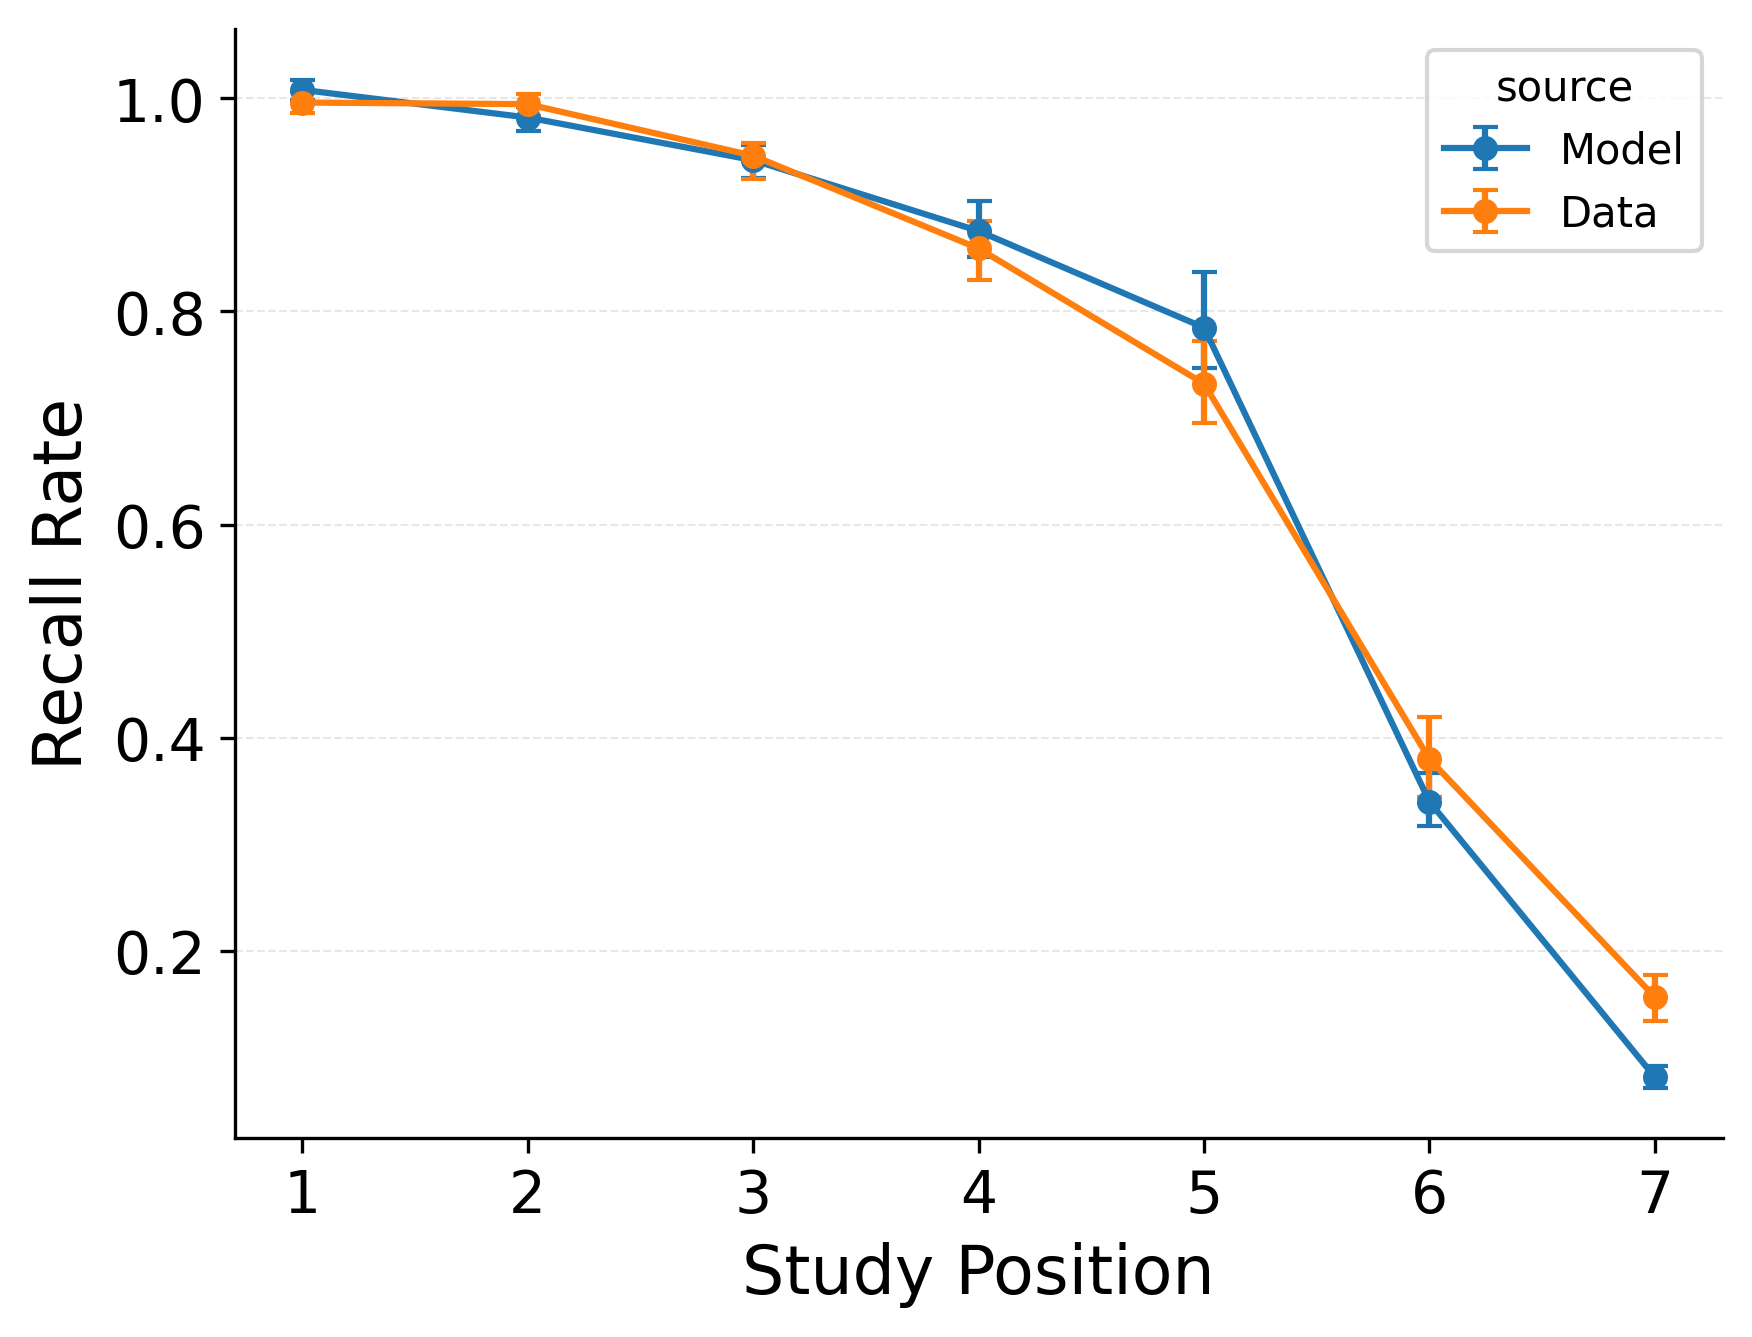 source
Model
Data
1.0
0.8
0.6
0.4
0.2
Recall Rate
1 2 3 4 5 6 7
Study Position